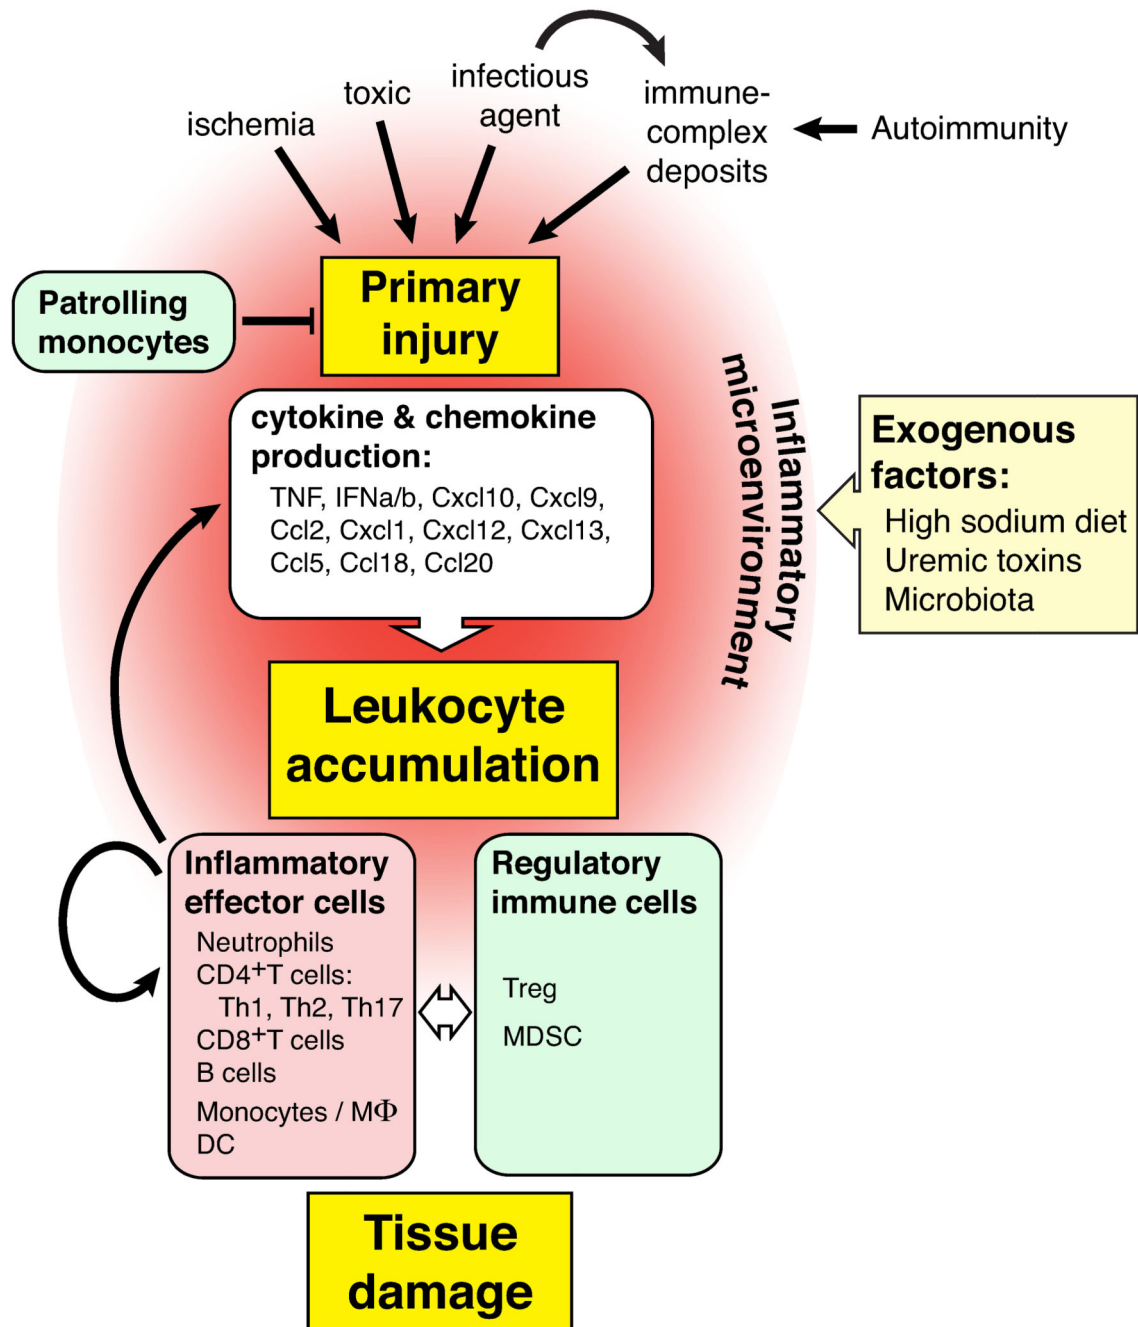 ischemia
toxic
infectious
agent
immune-
complex
deposits
Autoimmunity
Patrolling
monocytes
Primary
injury
cytokine & chemokine
production:
TNF, IFNa/b, Cxcl10, Cxcl9,
Ccl2, Cxcl1, Cxcl12, Cxcl13,
Ccl5, Ccl18, Ccl20
Inflammatory
microenvironment
Exogenous
factors:
High sodium diet
Uremic toxins
Microbiota
Leukocyte
accumulation
Inflammatory
effector cells
Neutrophils
CD4⁺T cells:
Th1, Th2, Th17
CD8⁺T cells
B cells
Monocytes / MΦ
DC
Regulatory
immune cells
Treg
MDSC
Tissue
damage